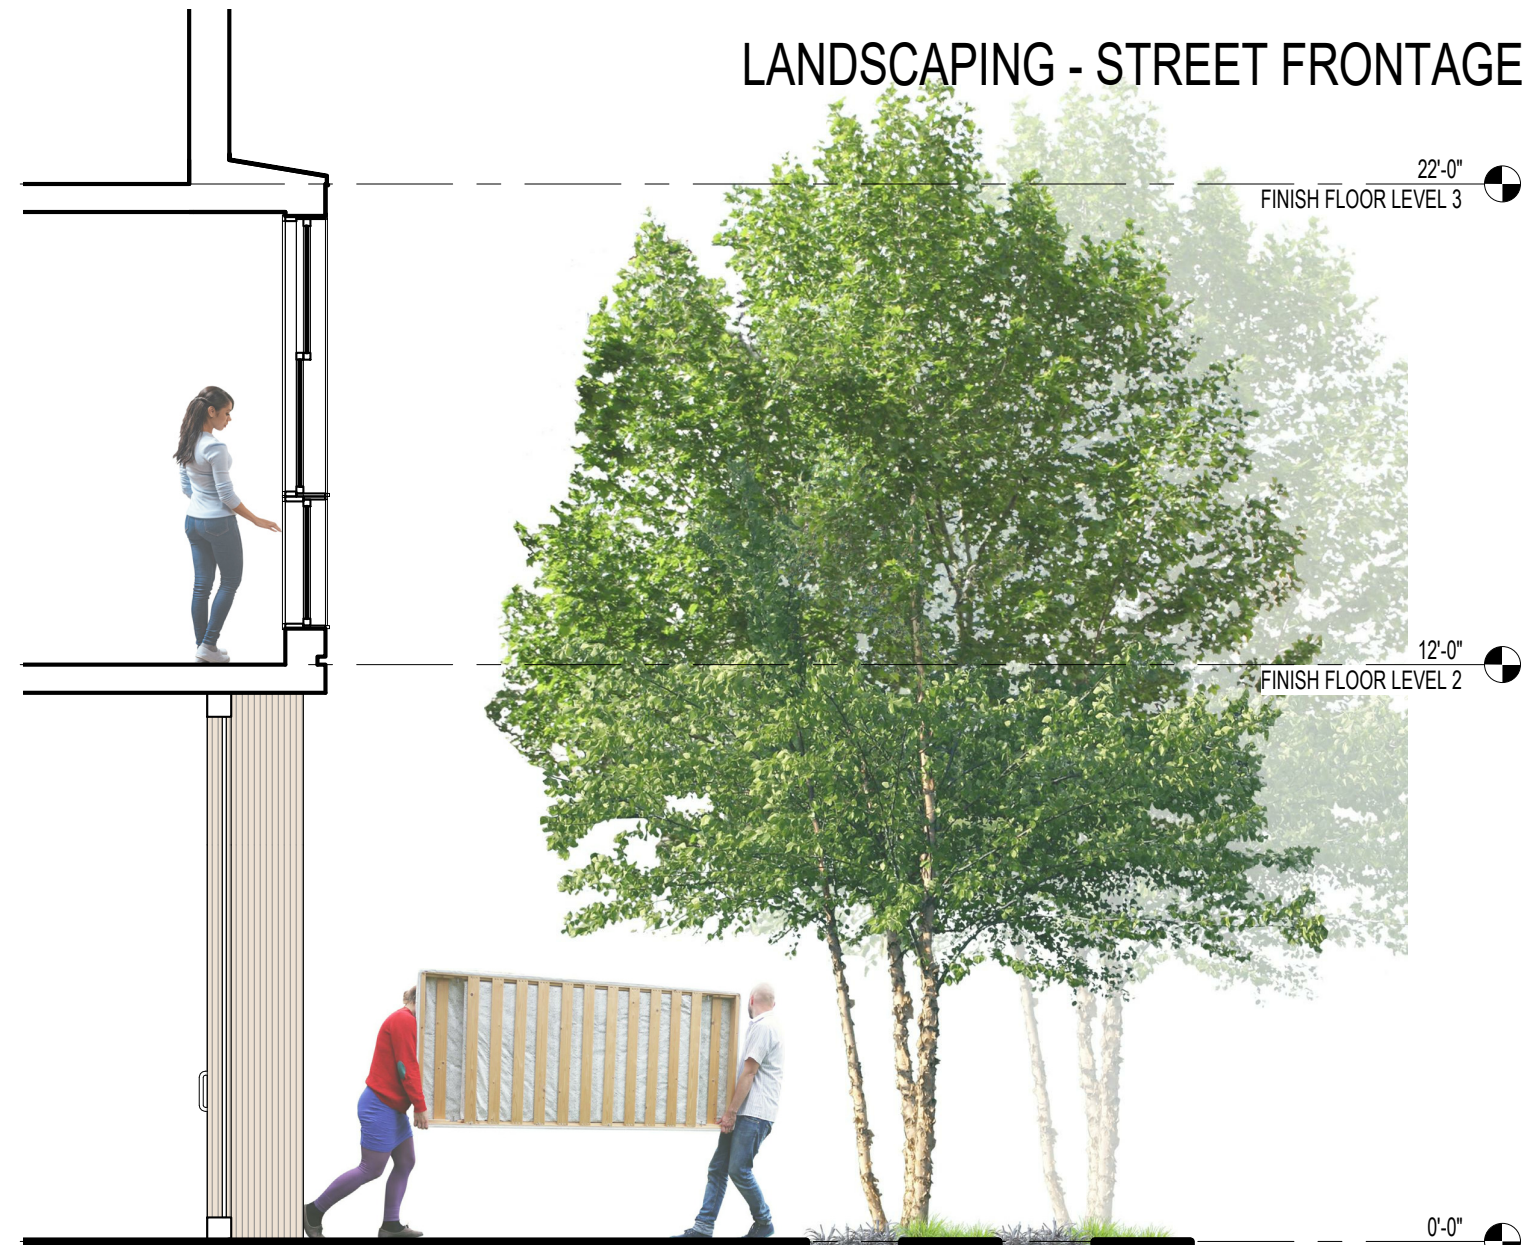 LANDSCAPING - STREET FRONTAGE
22'-0"
FINISH FLOOR LEVEL 3
12'-0"
FINISH FLOOR LEVEL 2
0'-0"